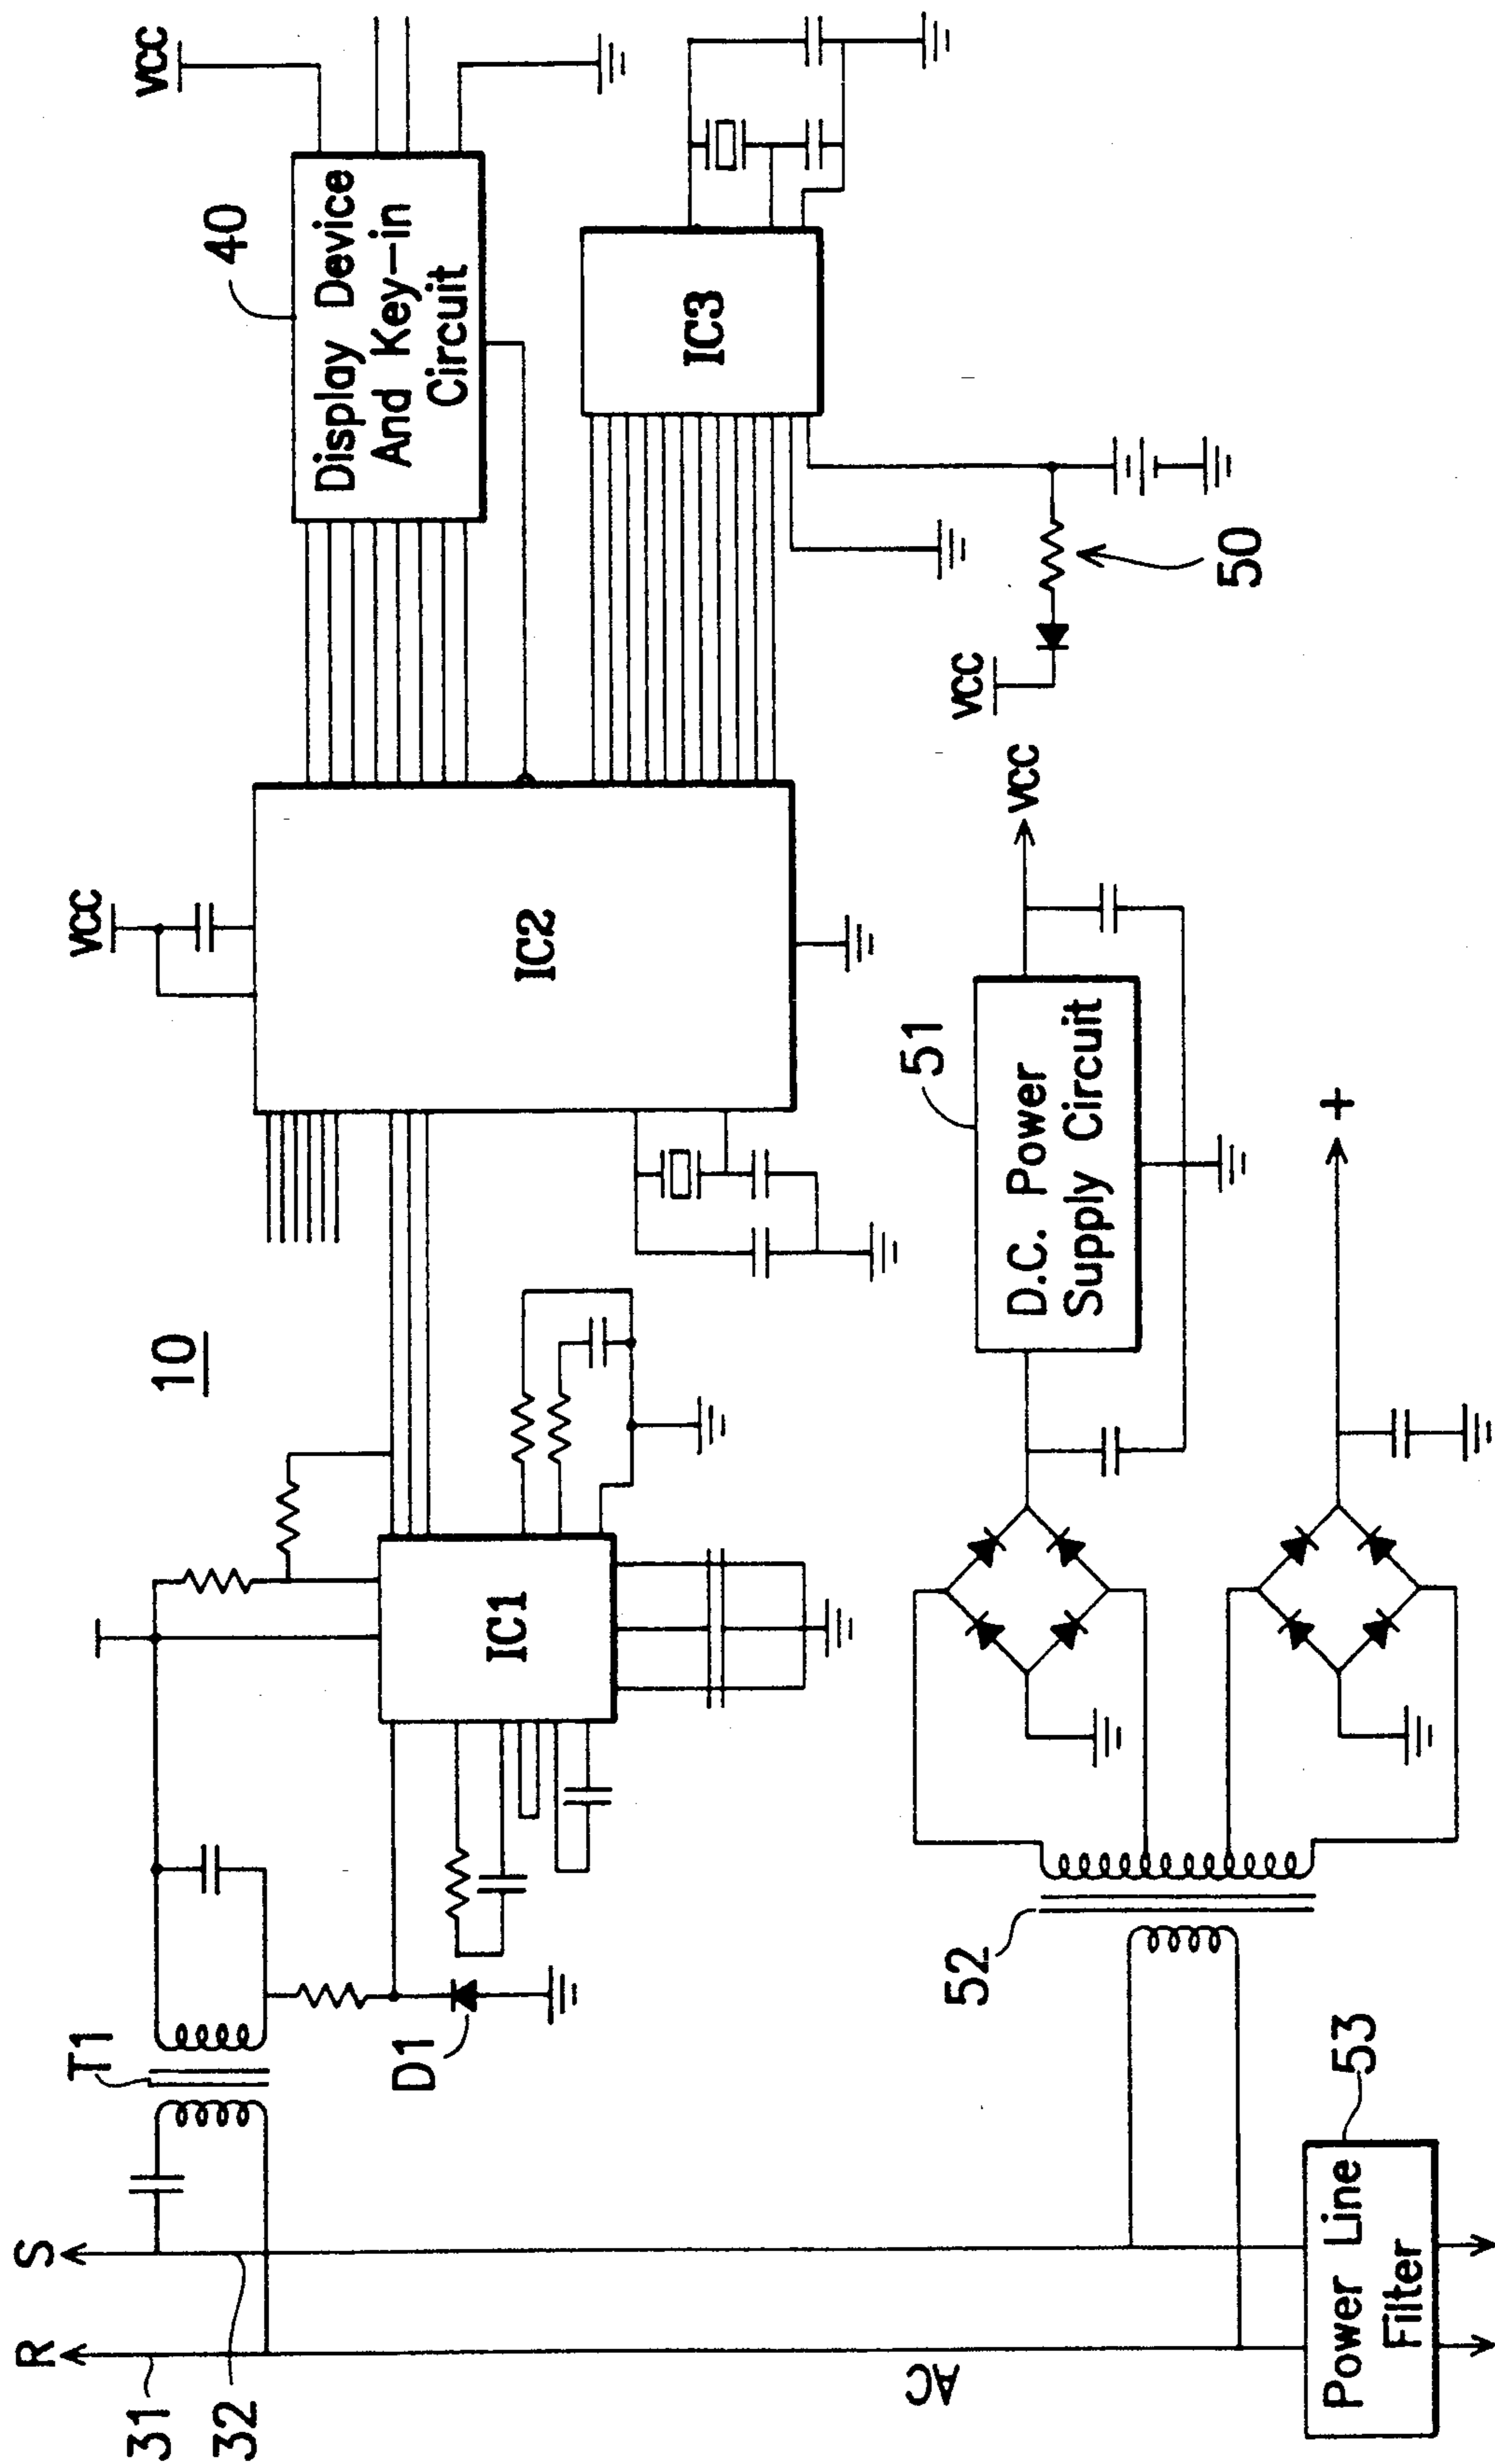 R
S
31
32
T1
D1
10
IC1
VCC
IC2
40
Display Device
And Key-in
Circuit
VCC
IC3
VCC
50
AC
52
51
D.C. Power
Supply Circuit
VCC
+
53
Power Line
Filter